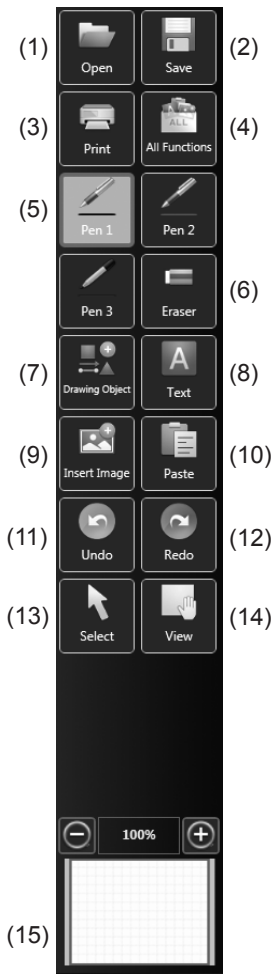 (1) Open Save (2)
(3) Print ALL All Functions (4)
(5) Pen 1 Pen 2
Pen 3 Eraser (6)
(7) Drawing Object A Text (8)
(9) Insert Image Paste (10)
(11) Undo Redo (12)
(13) Select View (14)
100%
(15)